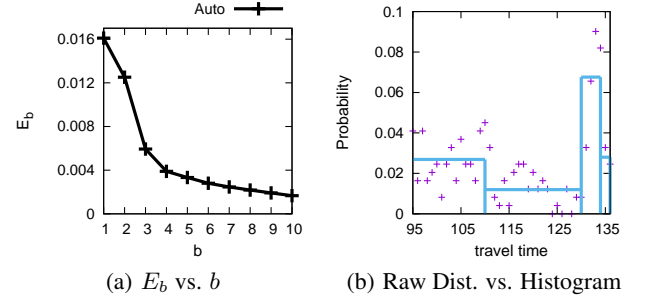 Auto
0.016
0.012
0.008
0.004
0
E_b
1 2 3 4 5 6 7 8 9 10
b
(a) E_b vs. b
0.1
0.08
0.06
0.04
0.02
0
Probability
95 105 115 125 135
travel time
(b) Raw Dist. vs. Histogram